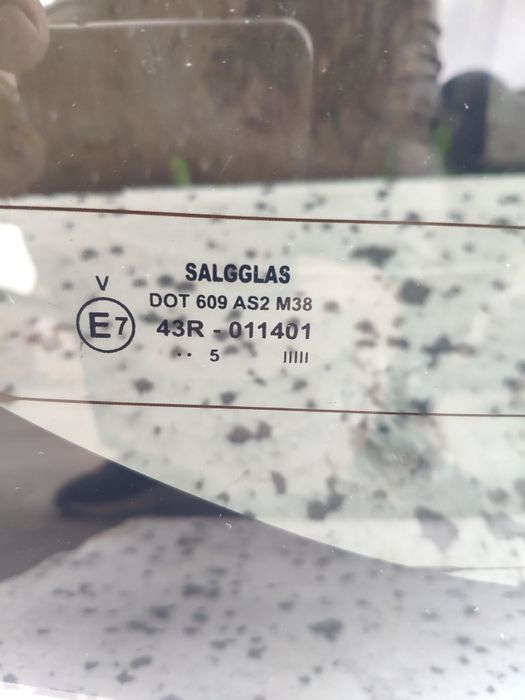 SALGGLAS
V
DOT 609 AS2 M38
E7
43R - 011401
·· 5 IIIII